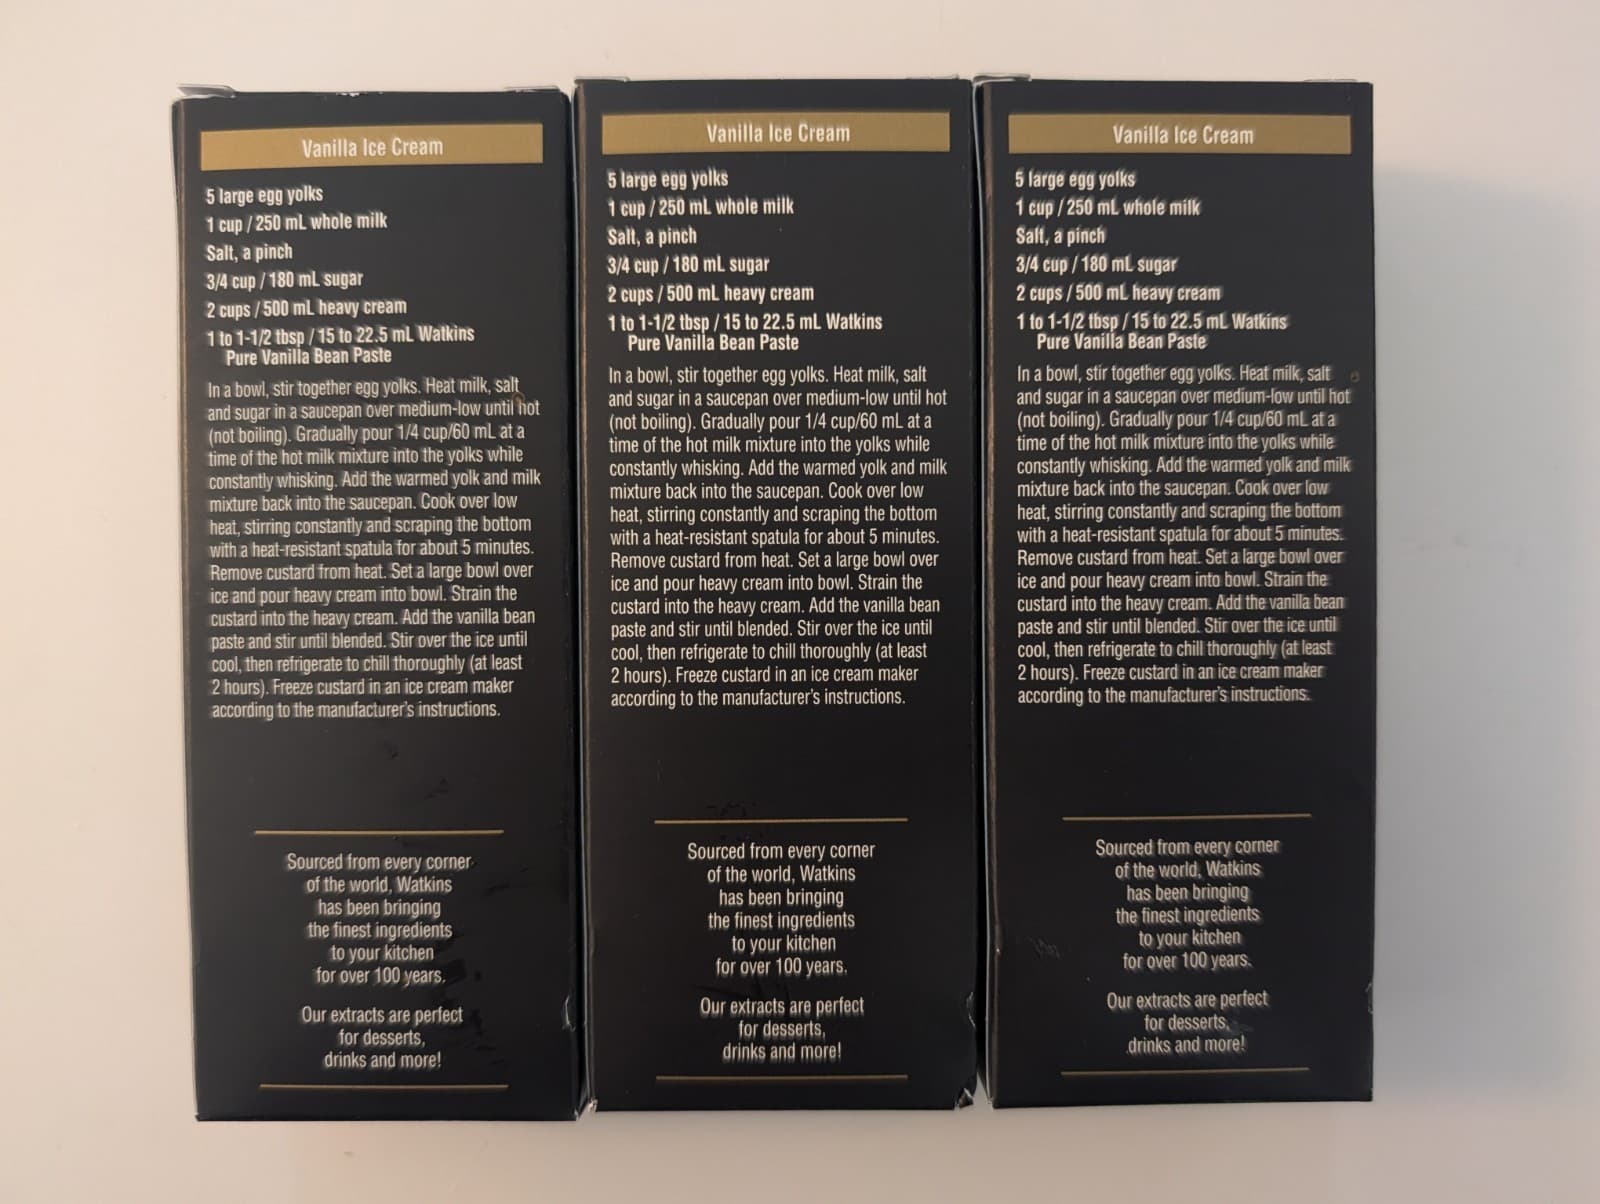 Vanilla Ice Cream
5 large egg yolks
1 cup / 250 mL whole milk
Salt, a pinch
3/4 cup / 180 mL sugar
2 cups / 500 mL heavy cream
1 to 1-1/2 tbsp / 15 to 22.5 mL Watkins
Pure Vanilla Bean Paste
In a bowl, stir together egg yolks. Heat milk, salt
and sugar in a saucepan over medium-low until hot
(not boiling). Gradually pour 1/4 cup/60 mL at a
time of the hot milk mixture into the yolks while
constantly whisking. Add the warmed yolk and milk
mixture back into the saucepan. Cook over low
heat, stirring constantly and scraping the bottom
with a heat-resistant spatula for about 5 minutes.
Remove custard from heat. Set a large bowl over
ice and pour heavy cream into bowl. Strain the
custard into the heavy cream. Add the vanilla bean
paste and stir until blended. Stir over the ice until
cool, then refrigerate to chill thoroughly (at least
2 hours). Freeze custard in an ice cream maker
according to the manufacturer's instructions.
Sourced from every corner
of the world, Watkins
has been bringing
the finest ingredients
to your kitchen
for over 100 years.
Our extracts are perfect
for desserts,
drinks and more!
Vanilla Ice Cream
5 large egg yolks
1 cup / 250 mL whole milk
Salt, a pinch
3/4 cup / 180 mL sugar
2 cups / 500 mL heavy cream
1 to 1-1/2 tbsp / 15 to 22.5 mL Watkins
Pure Vanilla Bean Paste
In a bowl, stir together egg yolks. Heat milk, salt
and sugar in a saucepan over medium-low until hot
(not boiling). Gradually pour 1/4 cup/60 mL at a
time of the hot milk mixture into the yolks while
constantly whisking. Add the warmed yolk and milk
mixture back into the saucepan. Cook over low
heat, stirring constantly and scraping the bottom
with a heat-resistant spatula for about 5 minutes.
Remove custard from heat. Set a large bowl over
ice and pour heavy cream into bowl. Strain the
custard into the heavy cream. Add the vanilla bean
paste and stir until blended. Stir over the ice until
cool, then refrigerate to chill thoroughly (at least
2 hours). Freeze custard in an ice cream maker
according to the manufacturer's instructions.
Sourced from every corner
of the world, Watkins
has been bringing
the finest ingredients
to your kitchen
for over 100 years.
Our extracts are perfect
for desserts,
drinks and more!
Vanilla Ice Cream
5 large egg yolks
1 cup / 250 mL whole milk
Salt, a pinch
3/4 cup / 180 mL sugar
2 cups / 500 mL heavy cream
1 to 1-1/2 tbsp / 15 to 22.5 mL Watkins
Pure Vanilla Bean Paste
In a bowl, stir together egg yolks. Heat milk, salt
and sugar in a saucepan over medium-low until hot
(not boiling). Gradually pour 1/4 cup/60 mL at a
time of the hot milk mixture into the yolks while
constantly whisking. Add the warmed yolk and milk
mixture back into the saucepan. Cook over low
heat, stirring constantly and scraping the bottom
with a heat-resistant spatula for about 5 minutes.
Remove custard from heat. Set a large bowl over
ice and pour heavy cream into bowl. Strain the
custard into the heavy cream. Add the vanilla bean
paste and stir until blended. Stir over the ice until
cool, then refrigerate to chill thoroughly (at least
2 hours). Freeze custard in an ice cream maker
according to the manufacturer's instructions.
Sourced from every corner
of the world, Watkins
has been bringing
the finest ingredients
to your kitchen
for over 100 years.
Our extracts are perfect
for desserts,
drinks and more!